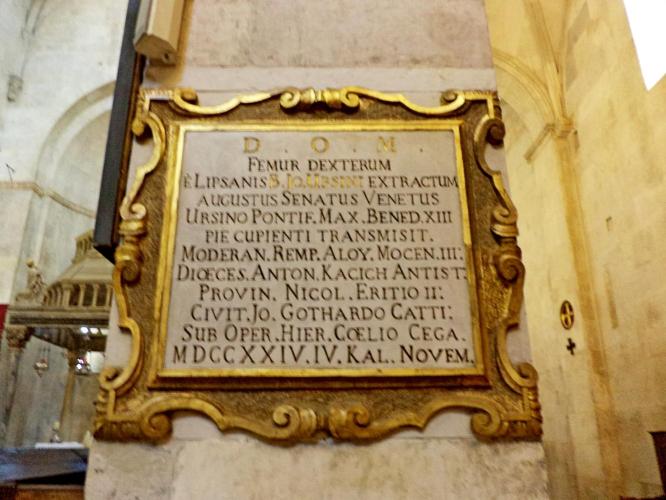 D . O . M .
FEMUR DEXTERUM
È LIPSANIS B. JO. URSINI EXTRACTUM
AUGUSTUS SENATUS VENETUS
URSINO PONTIF. MAX. BENED. XIII
PIE CUPIENTI TRANSMISIT.
MODERAN. REMP. ALOY. MOCEN. III:
DIŒCES. ANTON. KACICH ANTIST:
PROVIN. NICOL. ERITIO II:
CIVIT. JO. GOTHARDO CATTI:
SUB OPER. HIER. CŒLIO CEGA.
MDCCXXIV. IV. KAL. NOVEM.